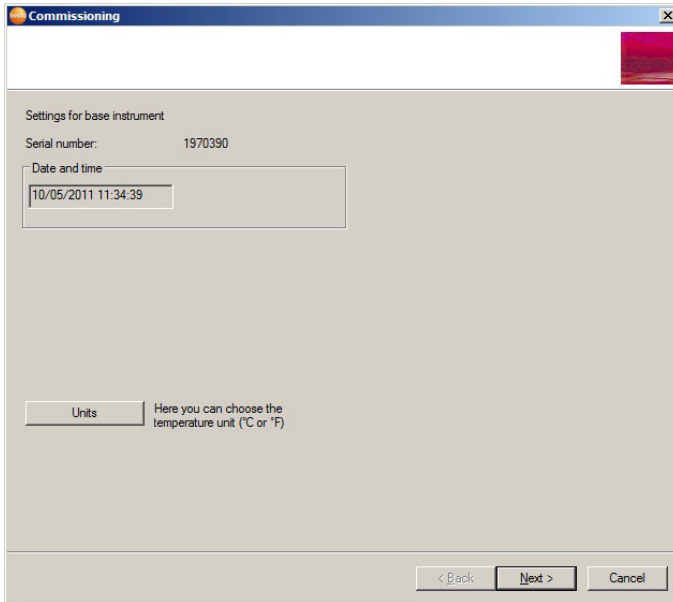 testo Commissioning
Settings for base instrument
Serial number: 1970390
Date and time
10/05/2011 11:34:39
Units
Here you can choose the
temperature unit (°C or °F)
< Back
Next >
Cancel